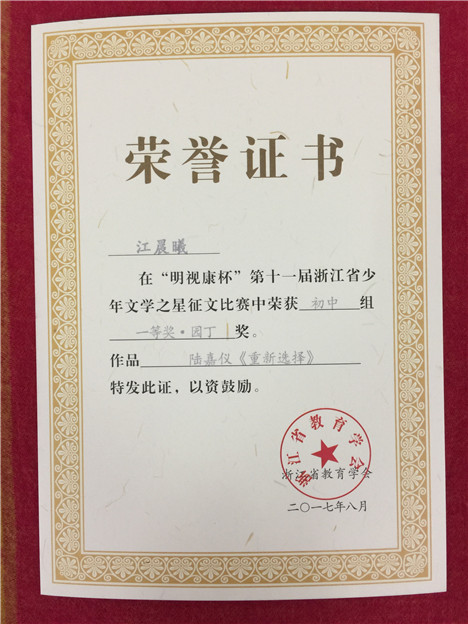 荣誉证书
江晨曦
在“明视康杯”第十一届浙江省少
年文学之星征文比赛中荣获 初中 组
一等奖·园丁 奖。
作品 陆嘉仪《重新选择》
特发此证，以资鼓励。
浙江省教育学会
浙江省教育学会
二〇一七年八月